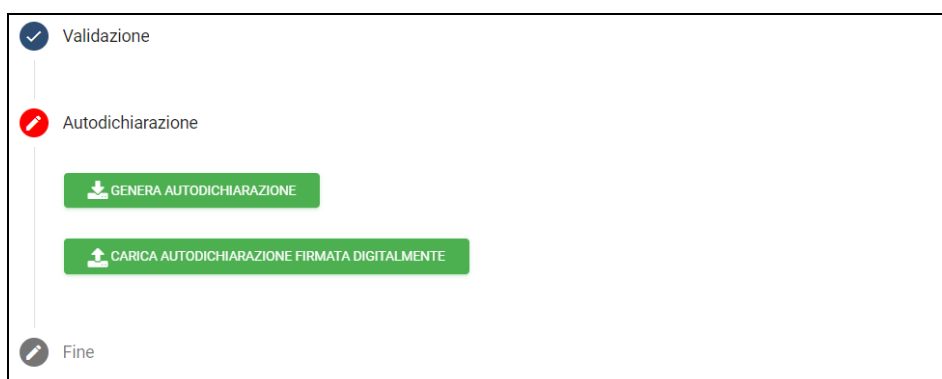 Validazione
Autodichiarazione
GENERA AUTODICHIARAZIONE
CARICA AUTODICHIARAZIONE FIRMATA DIGITALMENTE
Fine